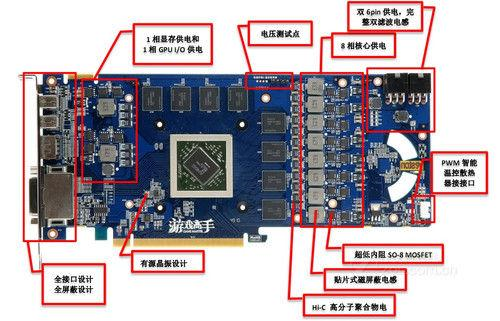 1 相显存供电和
1 相 GPU I/O 供电
电压测试点
8 相核心供电
双 6pin 供电，完
整双滤波电感
PWM 智能
温控散热
器接接口
超低内阻 SO-8 MOSFET
贴片式磁屏蔽电感
Hi-C 高分子聚合物电
有源晶振设计
全接口设计
全屏蔽设计
游戏高手